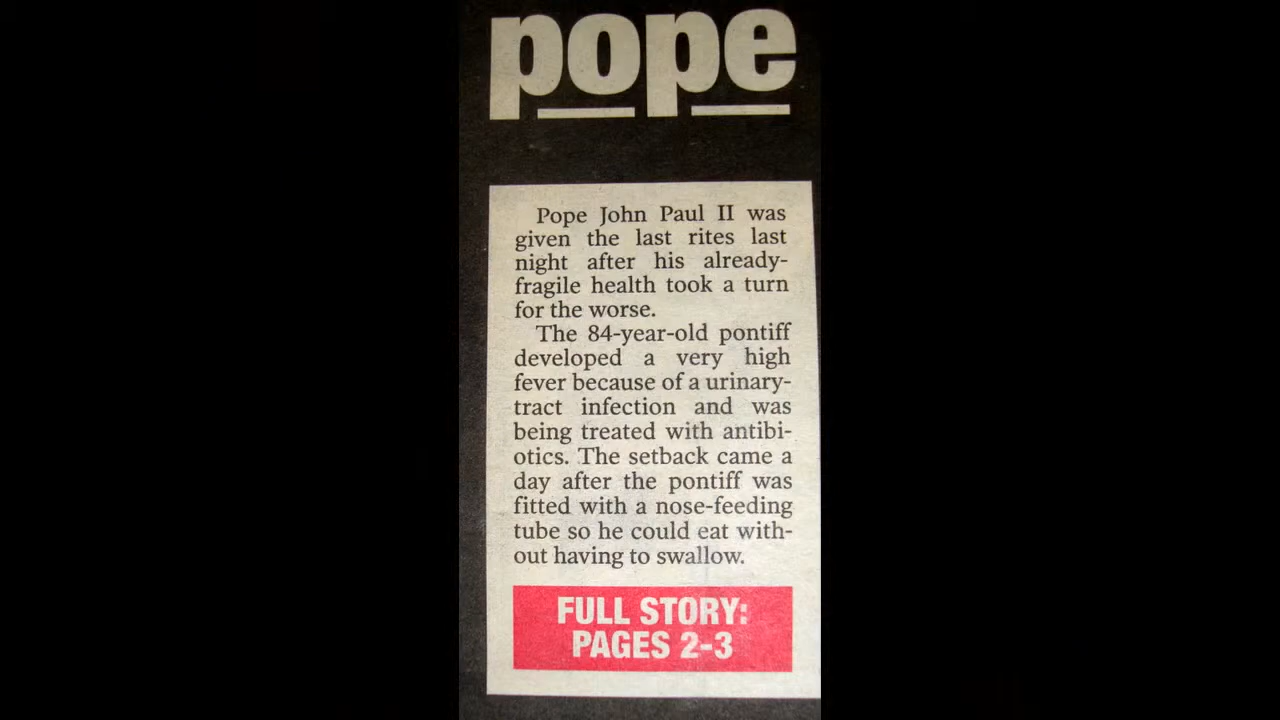 pope
Pope John Paul II was
given the last rites last
night after his already-
fragile health took a turn
for the worse.
The 84-year-old pontiff
developed a very high
fever because of a urinary-
tract infection and was
being treated with antibi-
otics. The setback came a
day after the pontiff was
fitted with a nose-feeding
tube so he could eat with-
out having to swallow.
FULL STORY:
PAGES 2-3